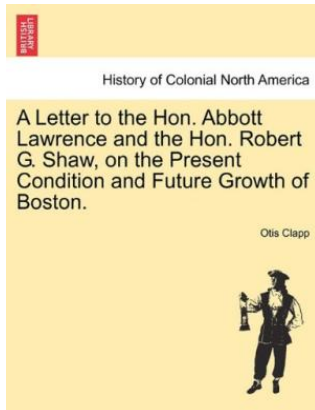 BRITISH
LIBRARY
History of Colonial North America
A Letter to the Hon. Abbott
Lawrence and the Hon. Robert
G. Shaw, on the Present
Condition and Future Growth of
Boston.
Otis Clapp